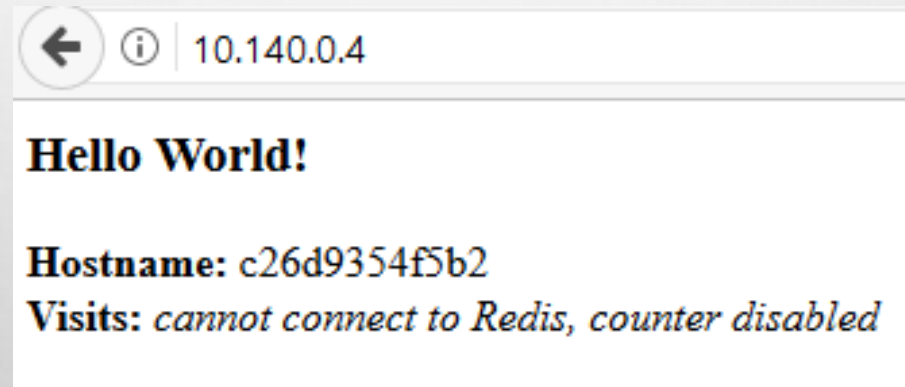 10.140.0.4
Hello World!
Hostname: c26d9354f5b2
Visits: cannot connect to Redis, counter disabled